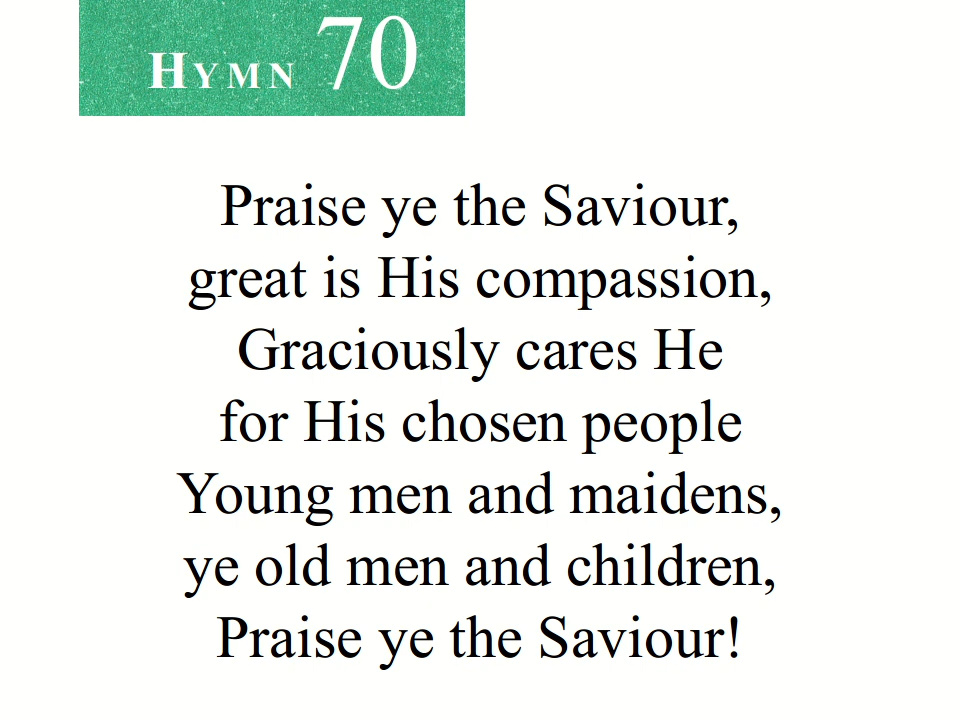 HYMN 70
Praise ye the Saviour,
great is His compassion,
Graciously cares He
for His chosen people
Young men and maidens,
ye old men and children,
Praise ye the Saviour!